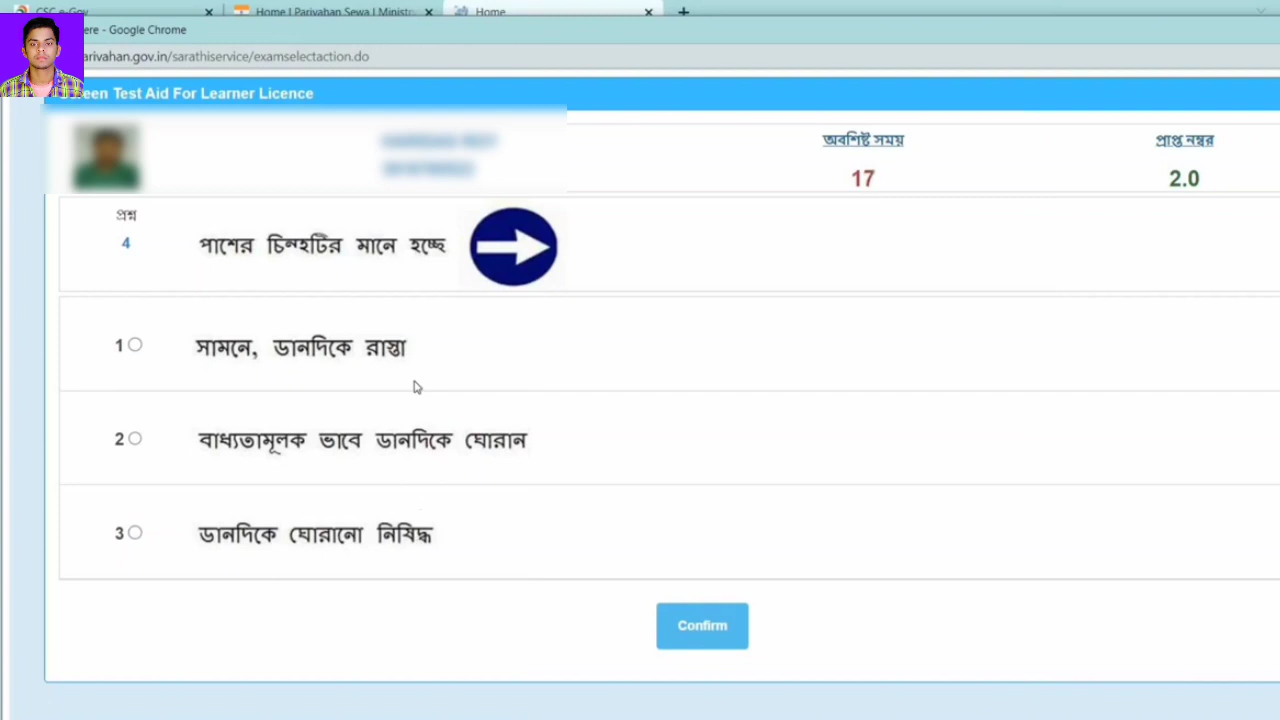 CSC e-Gov
Home | Parivahan Sewa | Ministr
Home
ere - Google Chrome
arivahan.gov.in/sarathiservice/examselectaction.do
een Test Aid For Learner Licence
অবশিষ্ট সময়
প্রাপ্ত নম্বর
17
2.0
প্রশ্ন
4
পাশের চিহ্নটির মানে হচ্ছে
1
সামনে, ডানদিকে রাস্তা
2
বাধ্যতামূলক ভাবে ডানদিকে ঘোরান
3
ডানদিকে ঘোরানো নিষিদ্ধ
Confirm